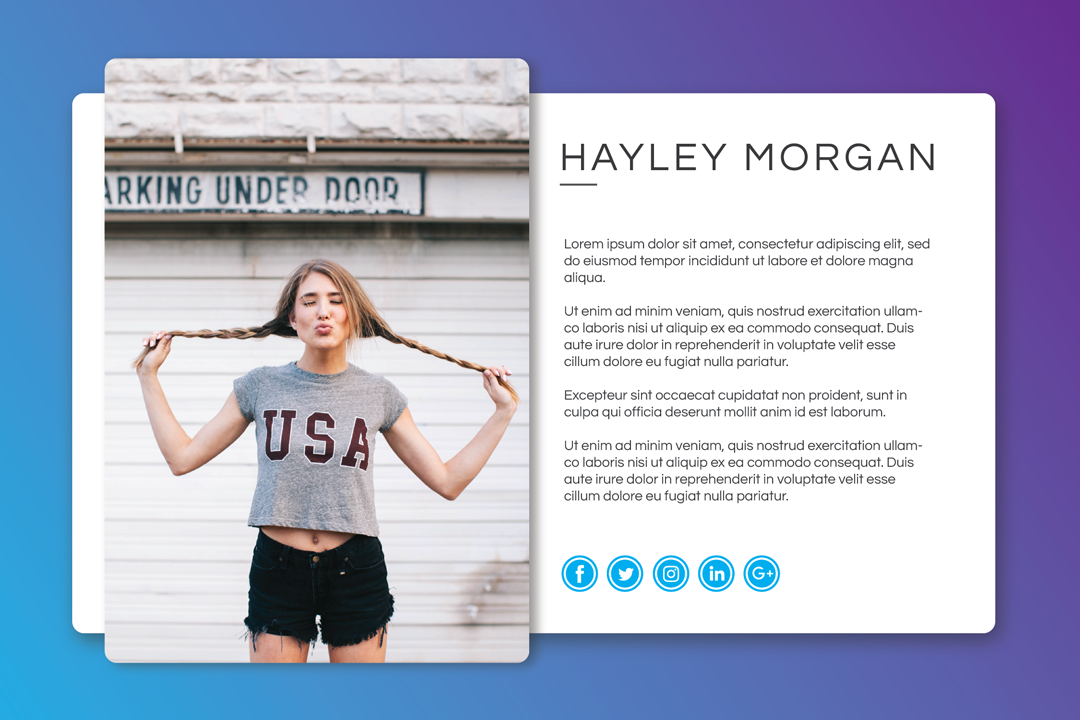 ARKING UNDER DOOR
USA
HAYLEY MORGAN
Lorem ipsum dolor sit amet, consectetur adipiscing elit, sed
do eiusmod tempor incididunt ut labore et dolore magna
aliqua.
Ut enim ad minim veniam, quis nostrud exercitation ullam-
co laboris nisi ut aliquip ex ea commodo consequat. Duis
aute irure dolor in reprehenderit in voluptate velit esse
cillum dolore eu fugiat nulla pariatur.
Excepteur sint occaecat cupidatat non proident, sunt in
culpa qui officia deserunt mollit anim id est laborum.
Ut enim ad minim veniam, quis nostrud exercitation ullam-
co laboris nisi ut aliquip ex ea commodo consequat. Duis
aute irure dolor in reprehenderit in voluptate velit esse
cillum dolore eu fugiat nulla pariatur.
f in G+